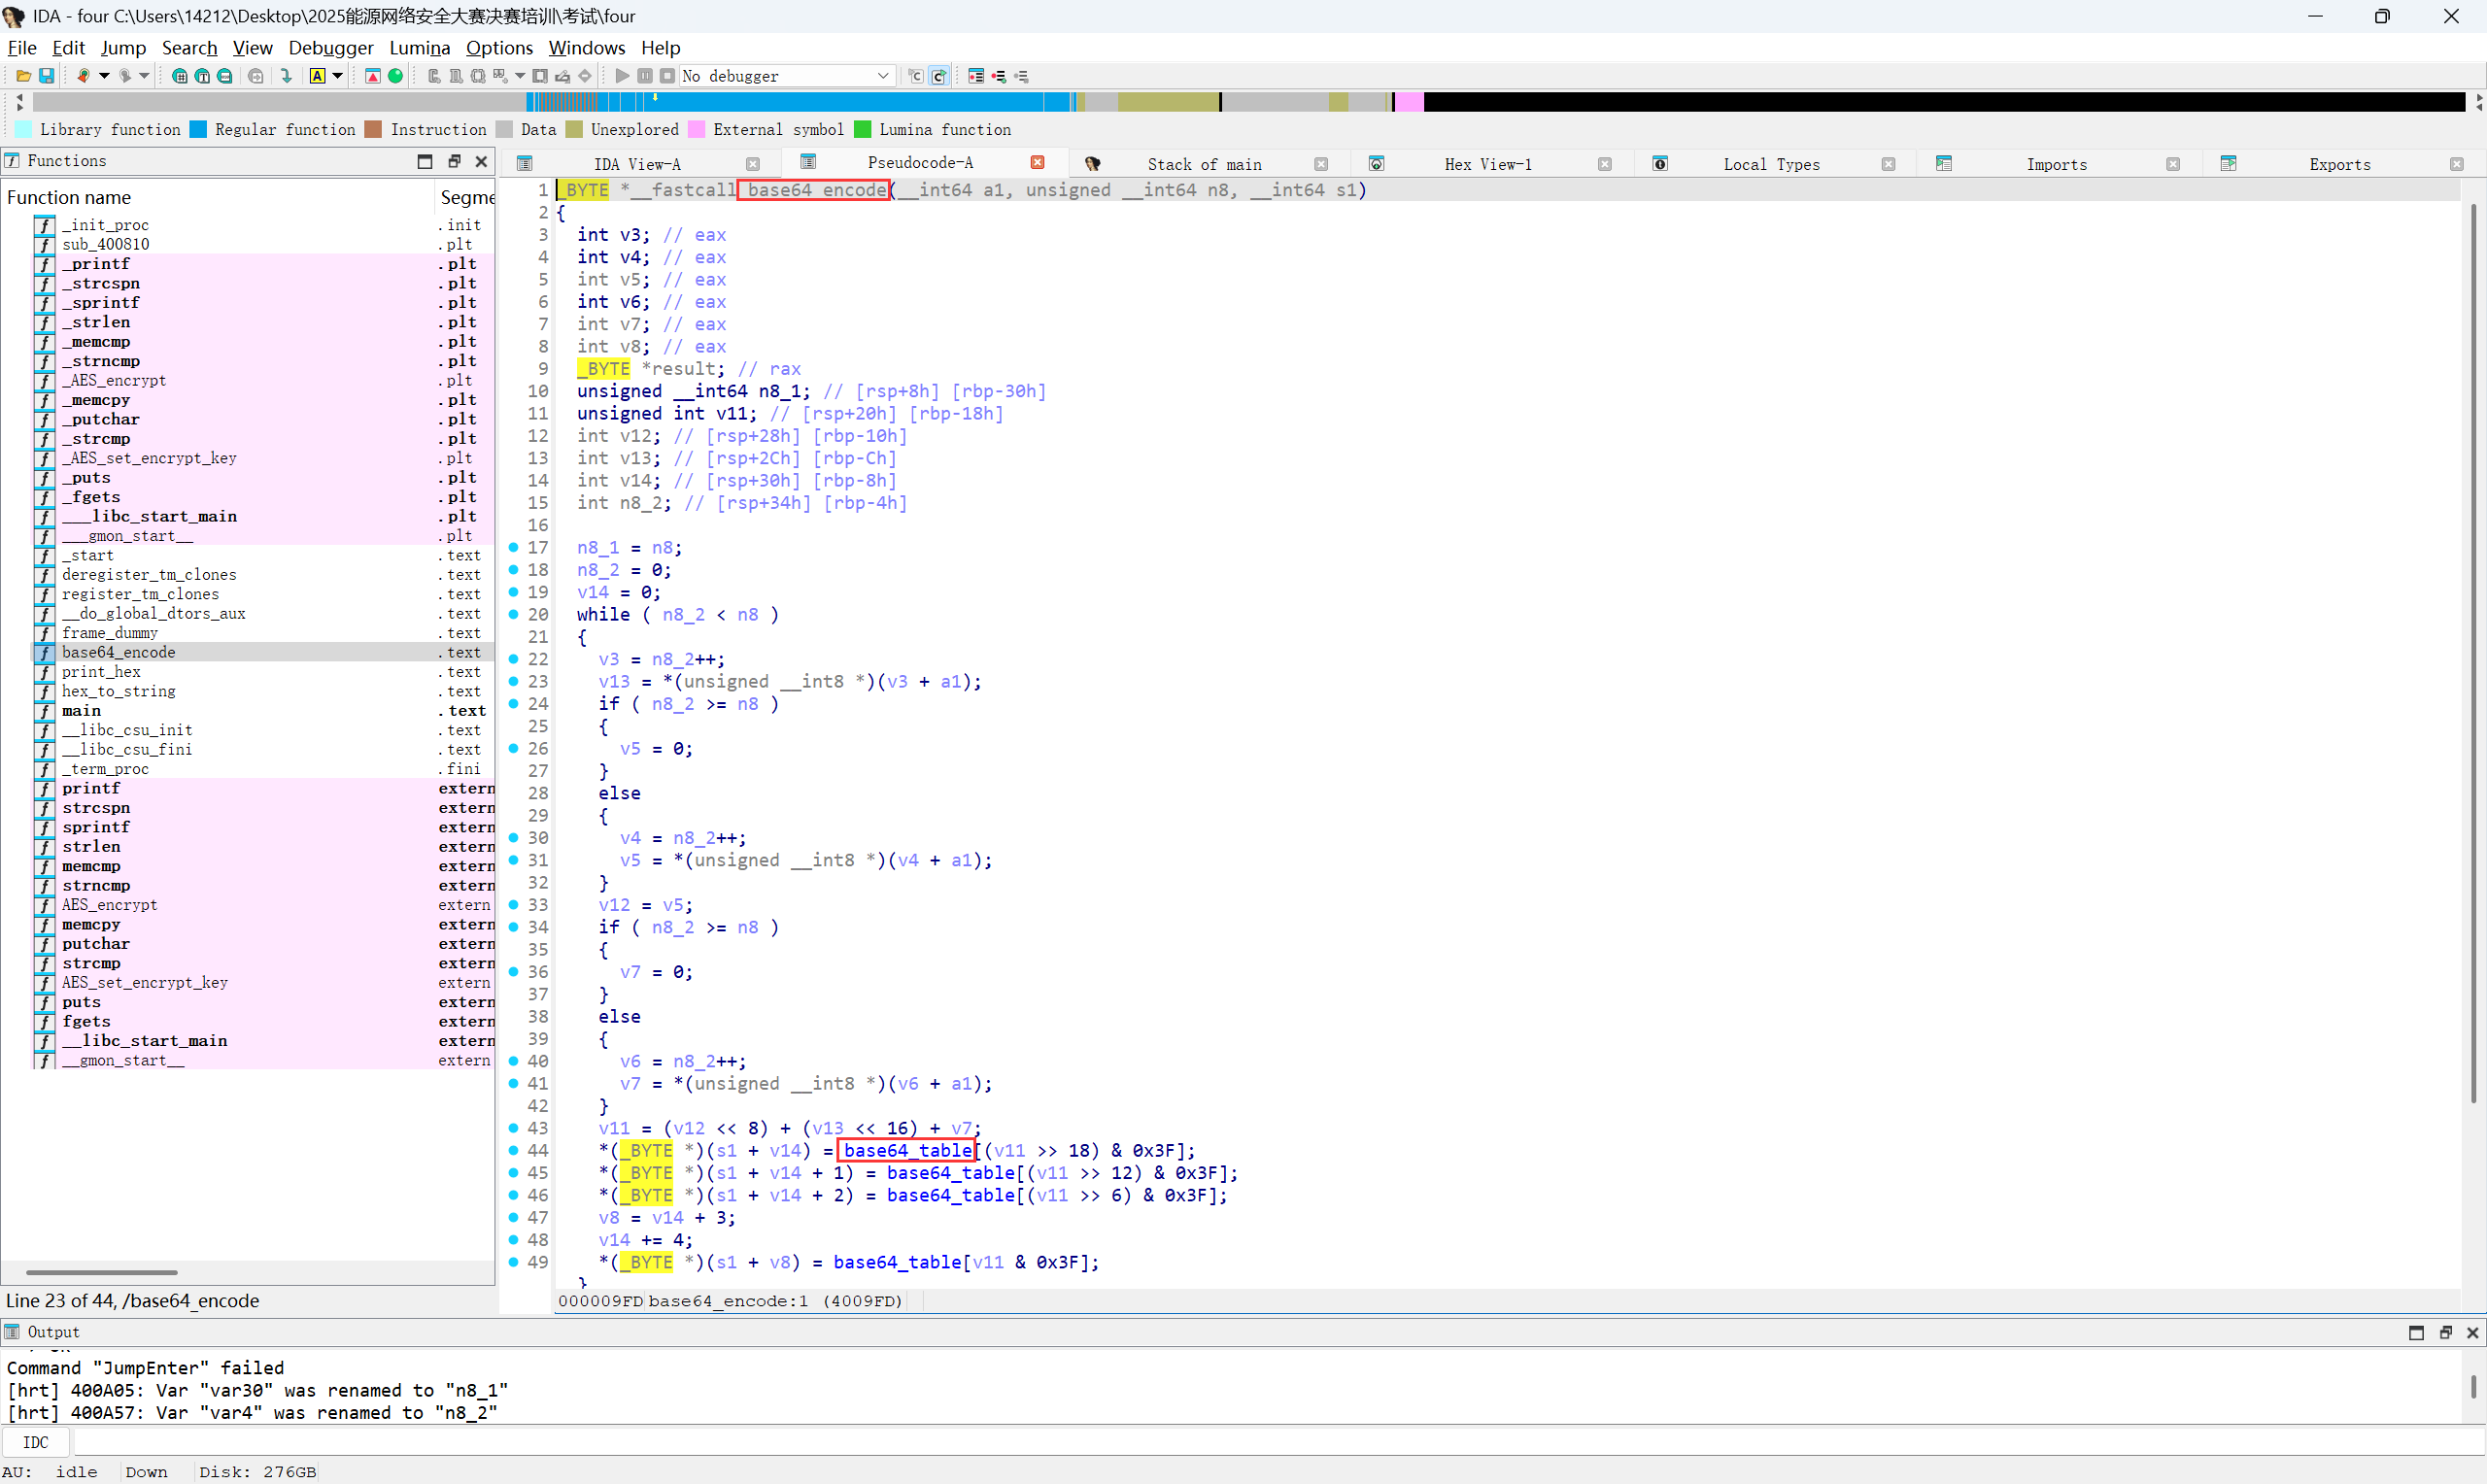 IDA - four C:\Users\14212\Desktop\2025能源网络安全大赛决赛培训\考试\four
File Edit Jump Search View Debugger Lumina Options Windows Help
No debugger
Library function Regular function Instruction Data Unexplored External symbol Lumina function
Functions
Function name Segme
_init_proc .init
sub_400810 .plt
_printf .plt
_strcspn .plt
_sprintf .plt
_strlen .plt
_memcmp .plt
_strncmp .plt
_AES_encrypt .plt
_memcpy .plt
_putchar .plt
_strcmp .plt
_AES_set_encrypt_key .plt
_puts .plt
_fgets .plt
___libc_start_main .plt
___gmon_start__ .plt
_start .text
deregister_tm_clones .text
register_tm_clones .text
__do_global_dtors_aux .text
frame_dummy .text
base64_encode .text
print_hex .text
hex_to_string .text
main .text
__libc_csu_init .text
__libc_csu_fini .text
_term_proc .fini
printf extern
strcspn extern
sprintf extern
strlen extern
memcmp extern
strncmp extern
AES_encrypt extern
memcpy extern
putchar extern
strcmp extern
AES_set_encrypt_key extern
puts extern
fgets extern
__libc_start_main extern
__gmon_start__ extern
Line 23 of 44, /base64_encode
IDA View-A Pseudocode-A Stack of main Hex View-1 Local Types Imports Exports
1 _BYTE *__fastcall base64_encode(__int64 a1, unsigned __int64 n8, __int64 s1)
2 {
3 int v3; // eax
4 int v4; // eax
5 int v5; // eax
6 int v6; // eax
7 int v7; // eax
8 int v8; // eax
9 _BYTE *result; // rax
10 unsigned __int64 n8_1; // [rsp+8h] [rbp-30h]
11 unsigned int v11; // [rsp+20h] [rbp-18h]
12 int v12; // [rsp+28h] [rbp-10h]
13 int v13; // [rsp+2Ch] [rbp-Ch]
14 int v14; // [rsp+30h] [rbp-8h]
15 int n8_2; // [rsp+34h] [rbp-4h]
16
17 n8_1 = n8;
18 n8_2 = 0;
19 v14 = 0;
20 while ( n8_2 < n8 )
21 {
22 v3 = n8_2++;
23 v13 = *(unsigned __int8 *)(v3 + a1);
24 if ( n8_2 >= n8 )
25 {
26 v5 = 0;
27 }
28 else
29 {
30 v4 = n8_2++;
31 v5 = *(unsigned __int8 *)(v4 + a1);
32 }
33 v12 = v5;
34 if ( n8_2 >= n8 )
35 {
36 v7 = 0;
37 }
38 else
39 {
40 v6 = n8_2++;
41 v7 = *(unsigned __int8 *)(v6 + a1);
42 }
43 v11 = (v12 << 8) + (v13 << 16) + v7;
44 *(_BYTE *)(s1 + v14) = base64_table[(v11 >> 18) & 0x3F];
45 *(_BYTE *)(s1 + v14 + 1) = base64_table[(v11 >> 12) & 0x3F];
46 *(_BYTE *)(s1 + v14 + 2) = base64_table[(v11 >> 6) & 0x3F];
47 v8 = v14 + 3;
48 v14 += 4;
49 *(_BYTE *)(s1 + v8) = base64_table[v11 & 0x3F];
}
000009FD base64_encode:1 (4009FD)
Output
Command "JumpEnter" failed
[hrt] 400A05: Var "var30" was renamed to "n8_1"
[hrt] 400A57: Var "var4" was renamed to "n8_2"
IDC
AU: idle Down Disk: 276GB